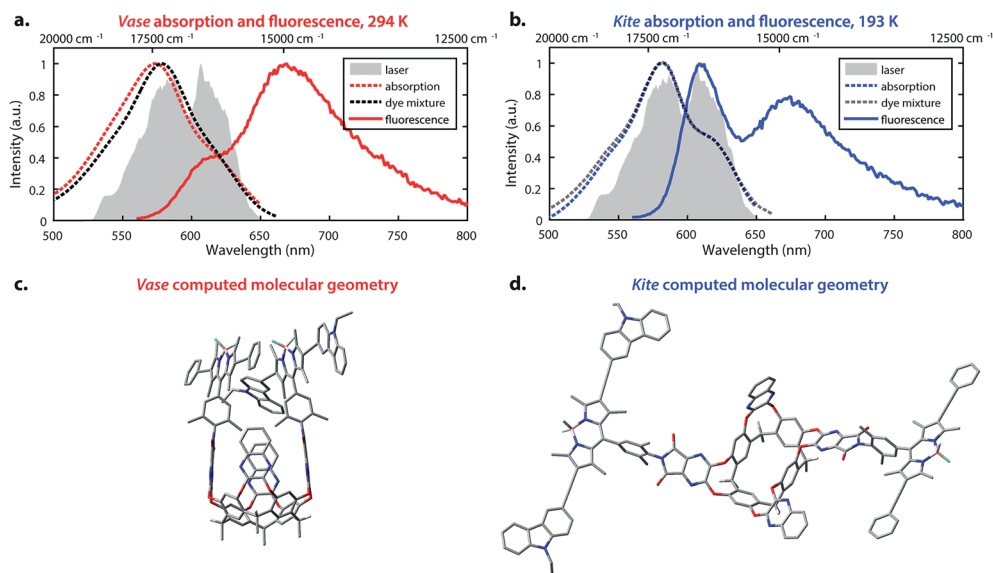 a.
Vase absorption and fluorescence, 294 K
20000 cm -1 17500 cm -1 15000 cm -1 12500 cm -1
laser
absorption
dye mixture
fluorescence
Intensity (a.u.)
1
0.8
0.6
0.4
0.2
0
500 550 600 650 700 750 800
Wavelength (nm)
b.
Kite absorption and fluorescence, 193 K
20000 cm -1 17500 cm -1 15000 cm -1 12500 cm -1
laser
absorption
dye mixture
fluorescence
Intensity (a.u.)
1
0.8
0.6
0.4
0.2
0
500 550 600 650 700 750 800
Wavelength (nm)
c.
Vase computed molecular geometry
d.
Kite computed molecular geometry